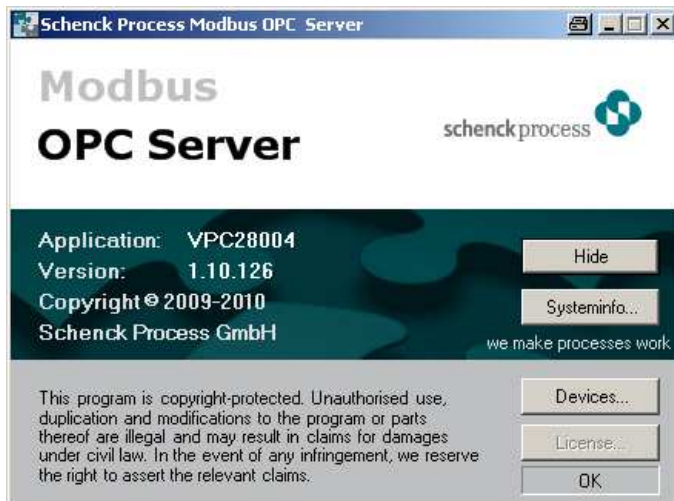 Schenck Process Modbus OPC Server
Modbus
OPC Server
schenck process
Application: VPC28004
Version: 1.10.126
Copyright © 2009-2010
Schenck Process GmbH
Hide
Systeminfo...
we make processes work
This program is copyright-protected. Unauthorised use,
duplication and modifications to the program or parts
thereof are illegal and may result in claims for damages
under civil law. In the event of any infringement, we reserve
the right to assert the relevant claims.
Devices...
License...
OK